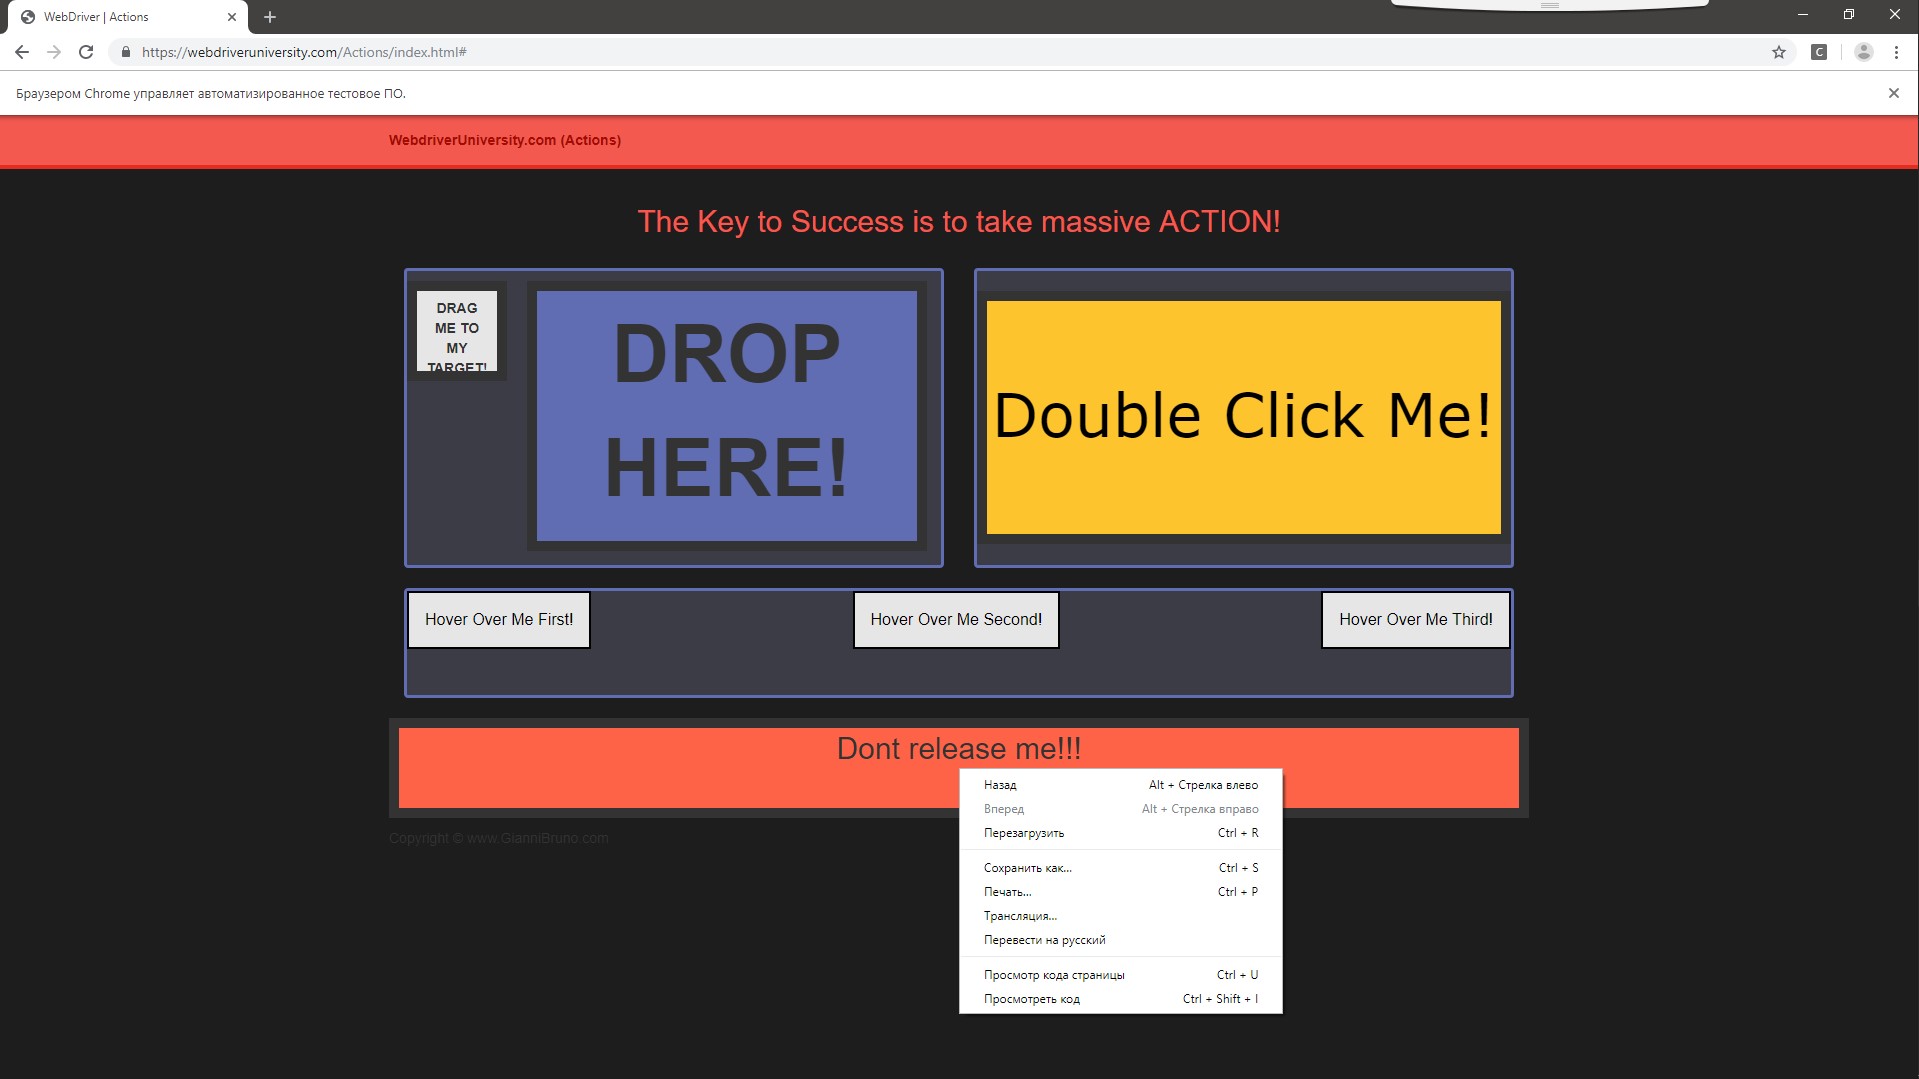 WebDriver | Actions
https://webdriveruniversity.com/Actions/index.html#
C
Браузером Chrome управляет автоматизированное тестовое ПО.
WebdriverUniversity.com (Actions)
The Key to Success is to take massive ACTION!
DRAG
ME TO
MY
TARGET!
DROP
HERE!
Double Click Me!
Hover Over Me First!
Hover Over Me Second!
Hover Over Me Third!
Dont release me!!!
Назад Alt + Стрелка влево
Вперед Alt + Стрелка вправо
Перезагрузить Ctrl + R
Сохранить как... Ctrl + S
Печать... Ctrl + P
Трансляция...
Перевести на русский
Просмотр кода страницы Ctrl + U
Просмотреть код Ctrl + Shift + I
Copyright © www.GianniBruno.com